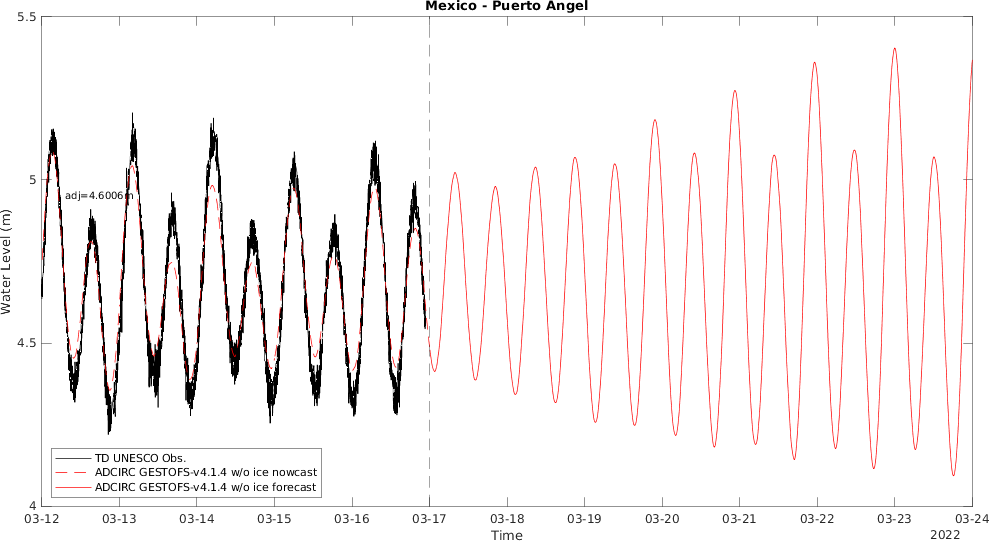 Mexico - Puerto Angel
5.5
5
4.5
4
Water Level (m)
adj=4.6006m
TD UNESCO Obs.
ADCIRC GESTOFS-v4.1.4 w/o ice nowcast
ADCIRC GESTOFS-v4.1.4 w/o ice forecast
03-12 03-13 03-14 03-15 03-16 03-17 03-18 03-19 03-20 03-21 03-22 03-23 03-24
Time
2022